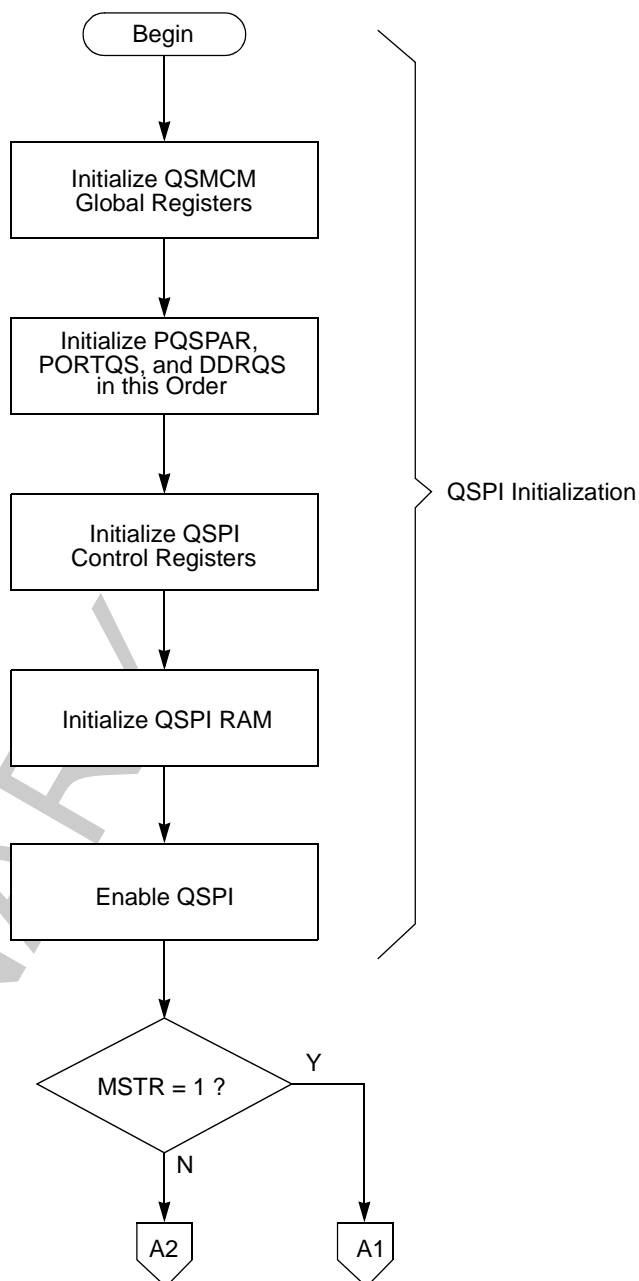 Begin
Initialize QSMCM
Global Registers
Initialize PQSPAR,
PORTQS, and DDRQS
in this Order
Initialize QSPI
Control Registers
QSPI Initialization
Initialize QSPI RAM
Enable QSPI
MSTR = 1 ?
Y
N
A2
A1